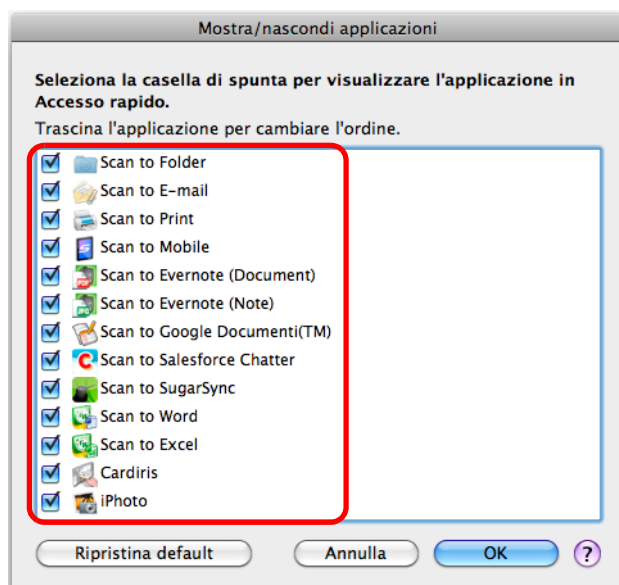 Mostra/nascondi applicazioni
Seleziona la casella di spunta per visualizzare l'applicazione in
Accesso rapido.
Trascina l'applicazione per cambiare l'ordine.
Scan to Folder
Scan to E-mail
Scan to Print
Scan to Mobile
Scan to Evernote (Document)
Scan to Evernote (Note)
Scan to Google Documenti(TM)
Scan to Salesforce Chatter
Scan to SugarSync
Scan to Word
Scan to Excel
Cardiris
iPhoto
Ripristina default
Annulla
OK
?